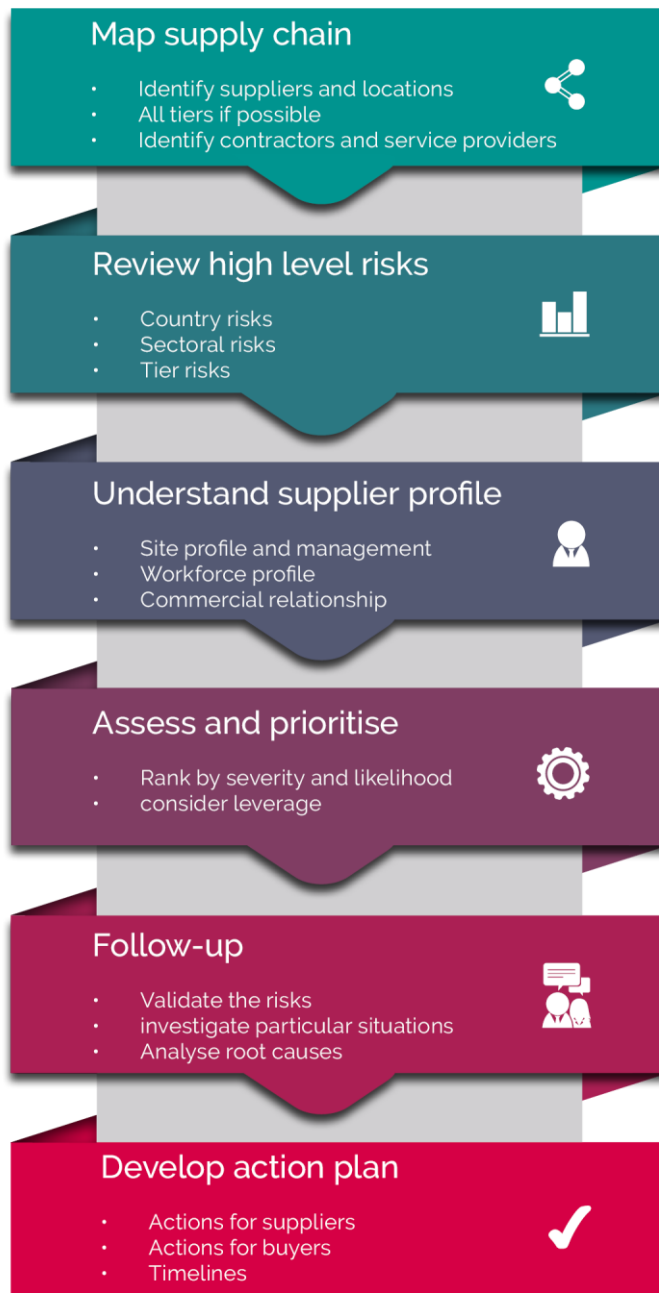 Map supply chain
• Identify suppliers and locations
• All tiers if possible
• Identify contractors and service providers
Review high level risks
• Country risks
• Sectoral risks
• Tier risks
Understand supplier profile
• Site profile and management
• Workforce profile
• Commercial relationship
Assess and prioritise
• Rank by severity and likelihood
• consider leverage
Follow-up
• Validate the risks
• investigate particular situations
• Analyse root causes
Develop action plan
• Actions for suppliers
• Actions for buyers
• Timelines